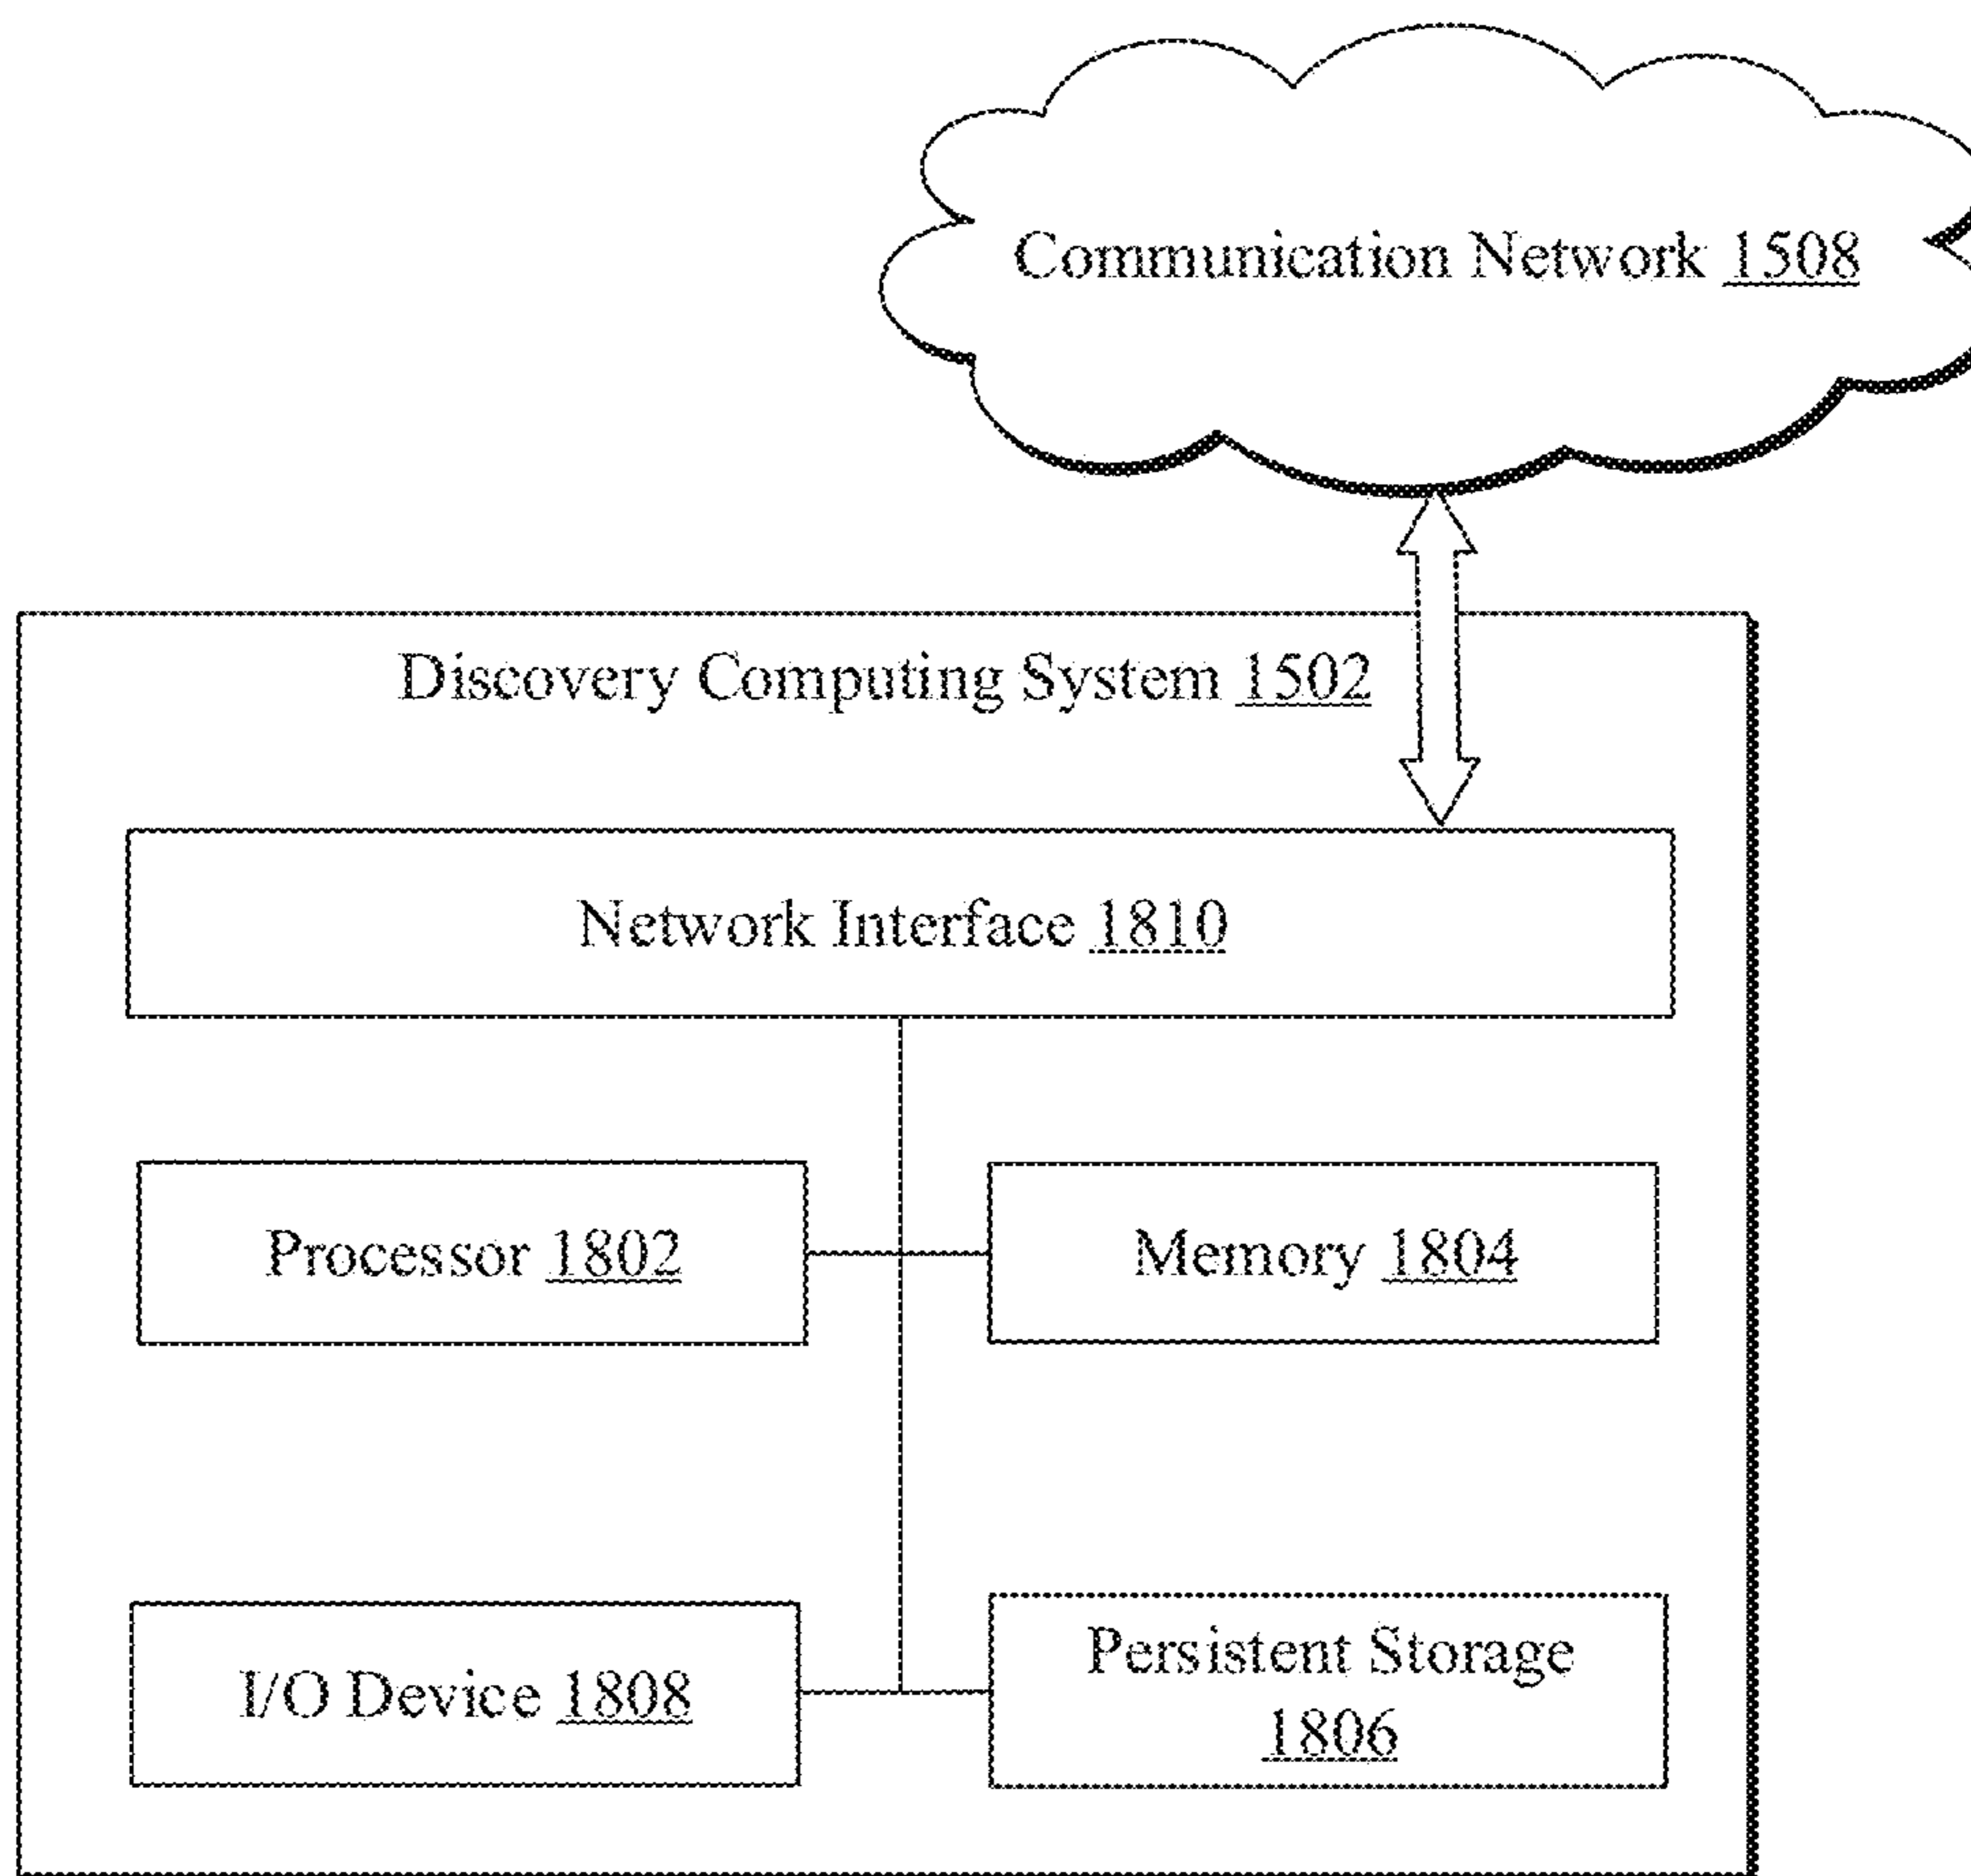 Communication Network 1508
Discovery Computing System 1502
Network Interface 1810
Processor 1802
Memory 1804
I/O Device 1808
Persistent Storage
1806